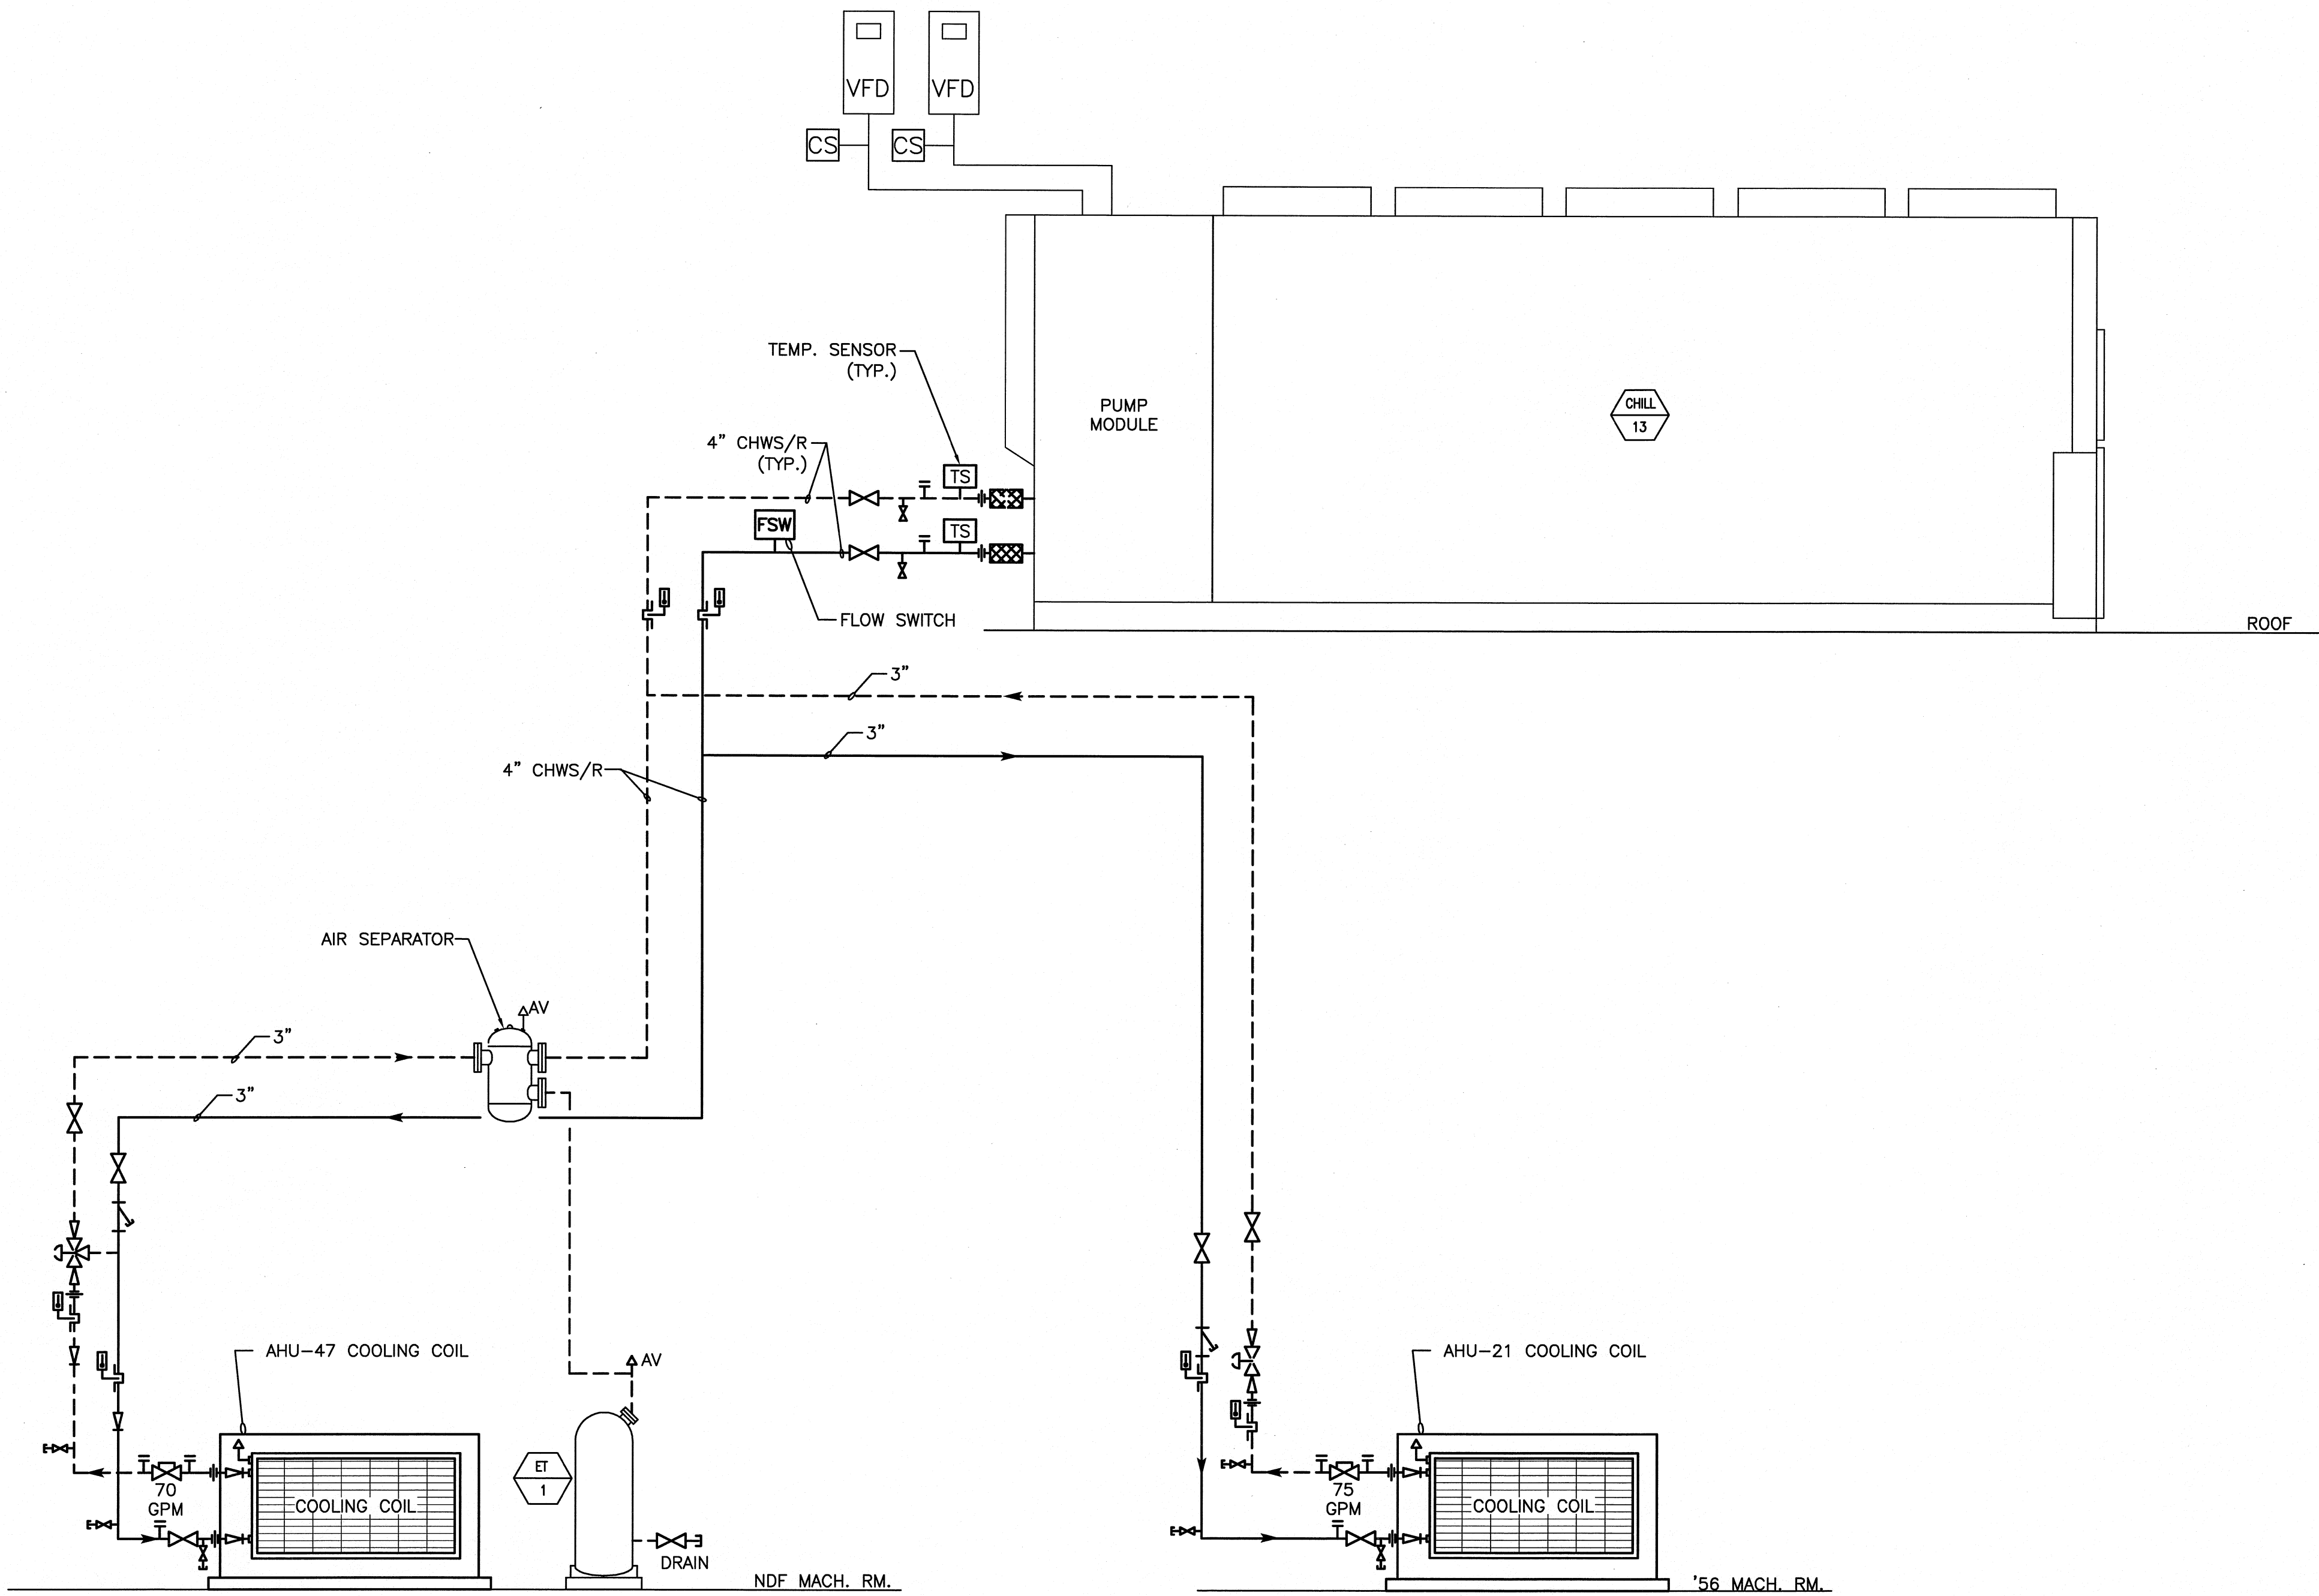 VFD
VFD
CS
CS
TEMP. SENSOR
(TYP.)
PUMP
MODULE
CHILL
13
4" CHWS/R
(TYP.)
TS
FSW
TS
FLOW SWITCH
ROOF
3"
3"
4" CHWS/R
AIR SEPARATOR
AV
3"
3"
AHU-47 COOLING COIL
AV
AHU-21 COOLING COIL
ET
1
70
GPM
COOLING COIL
75
GPM
COOLING COIL
DRAIN
NDF MACH. RM.
'56 MACH. RM.